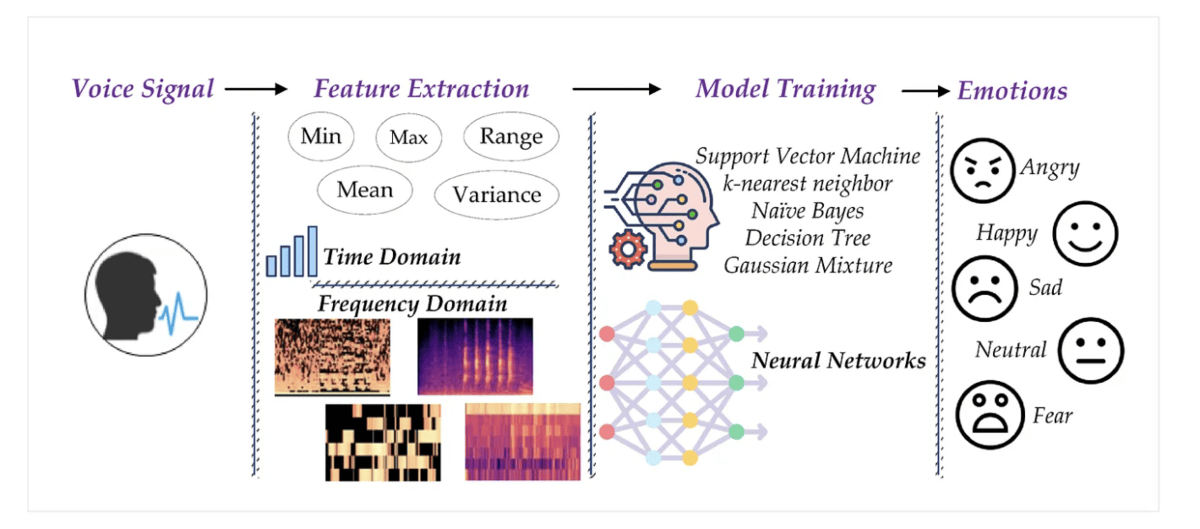 Voice Signal
Feature Extraction
Model Training
Emotions
Min
Max
Range
Mean
Variance
Time Domain
Frequency Domain
Support Vector Machine
k-nearest neighbor
Naïve Bayes
Decision Tree
Gaussian Mixture
Neural Networks
Angry
Happy
Sad
Neutral
Fear